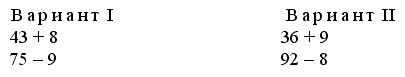 Вариант I Вариант II
43 + 8 36 + 9
75 – 9 92 – 8